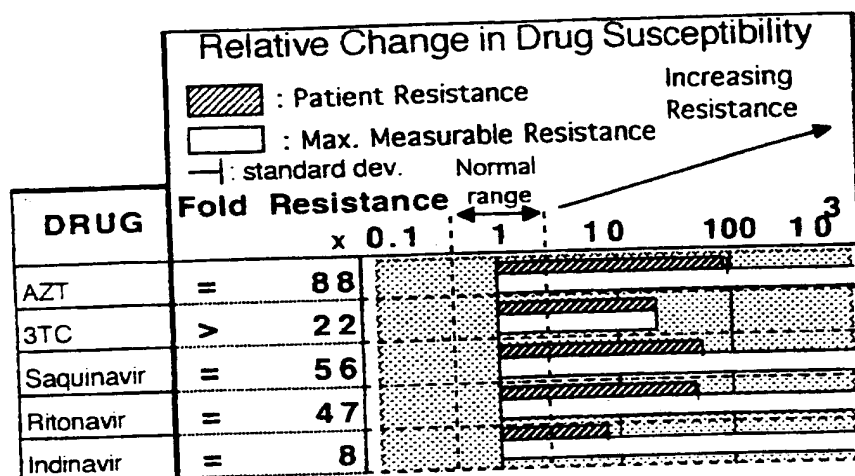 Relative Change in Drug Susceptibility
: Patient Resistance
Increasing
Resistance
: Max. Measurable Resistance
: standard dev.
Normal
range
DRUG
Fold Resistance
x 0.1 1 10 100 10³
AZT = 88
3TC > 22
Saquinavir = 56
Ritonavir = 47
Indinavir = 8